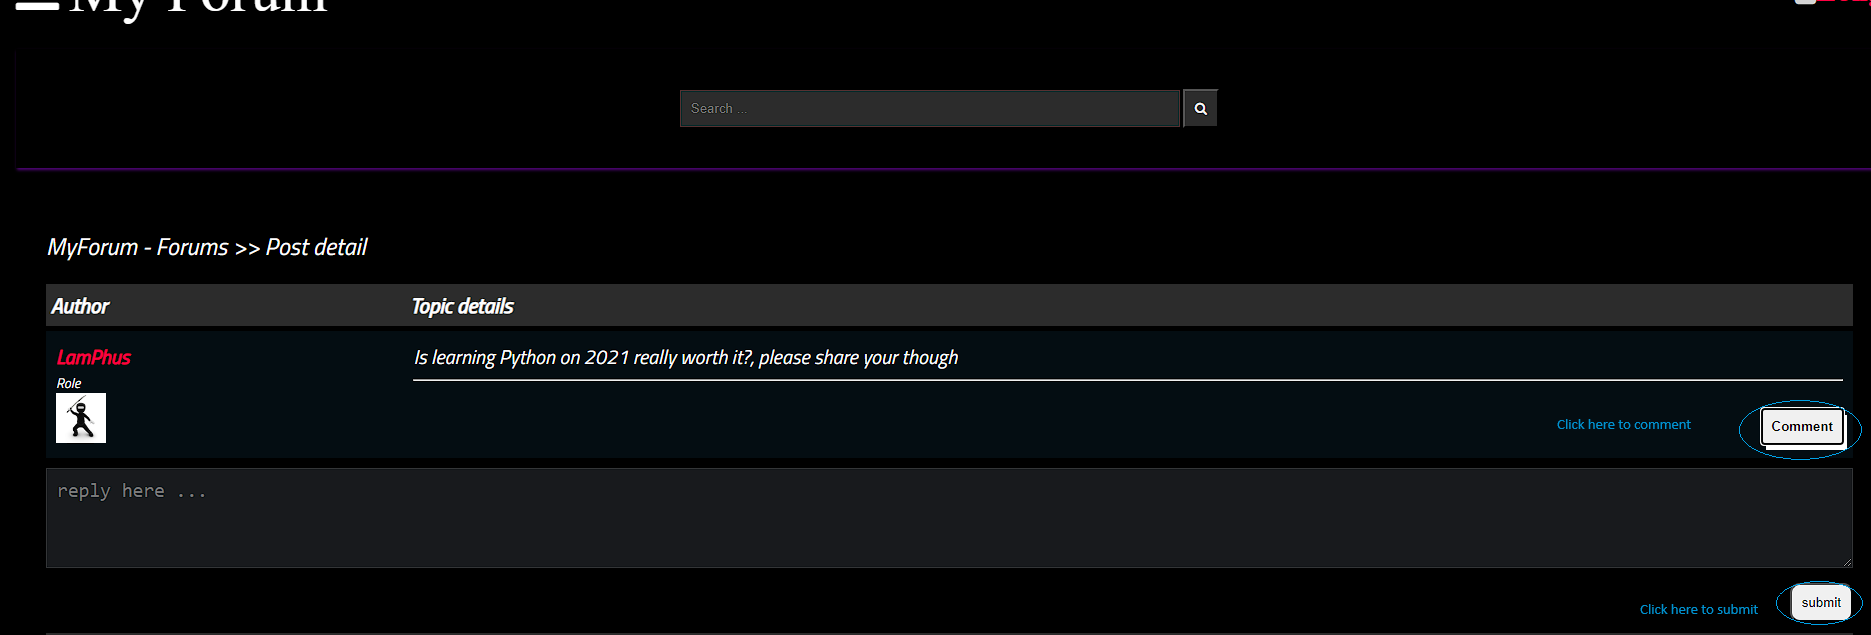 My Forum
Search ...
MyForum - Forums >> Post detail
Author Topic details
LamPhus Is learning Python on 2021 really worth it?, please share your though
Role
Click here to comment Comment
reply here ...
Click here to submit submit